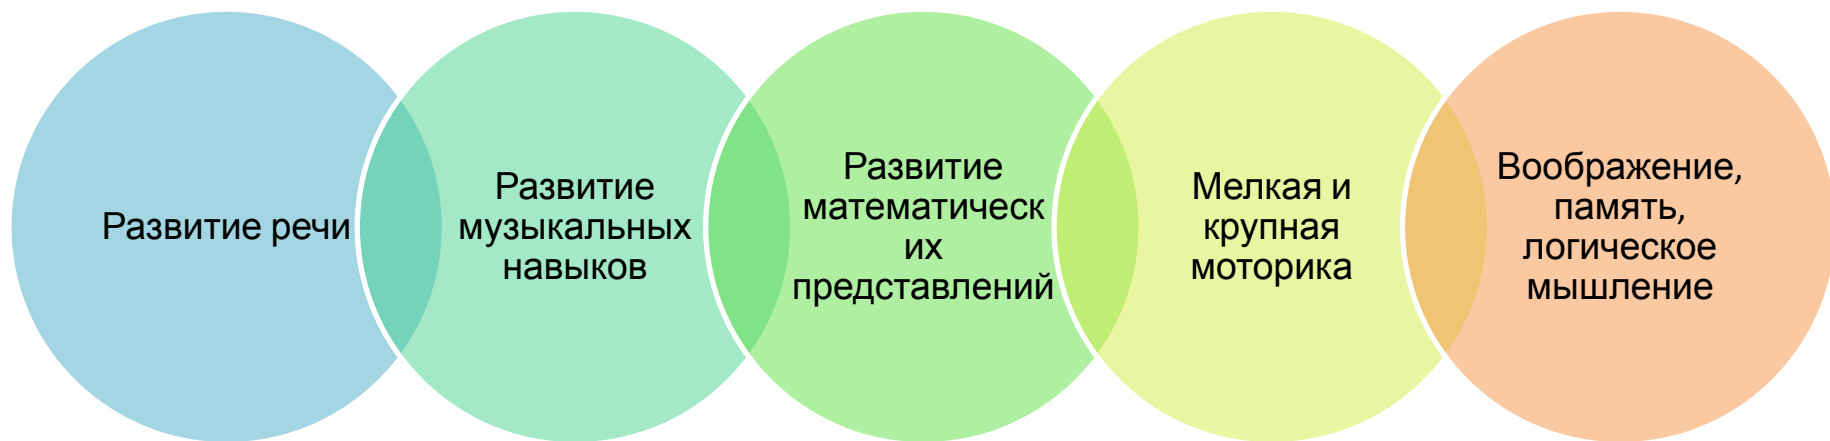 Развитие речи
Развитие
музыкальных
навыков
Развитие
математическ
их
представлений
Мелкая и
крупная
моторика
Воображение,
память,
логическое
мышление